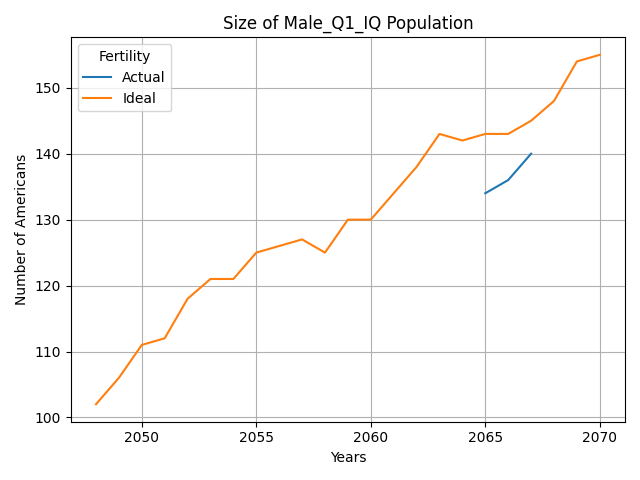 Size of Male_Q1_IQ Population
Fertility
Actual
Ideal
Number of Americans
150
140
130
120
110
100
2050 2055 2060 2065 2070
Years